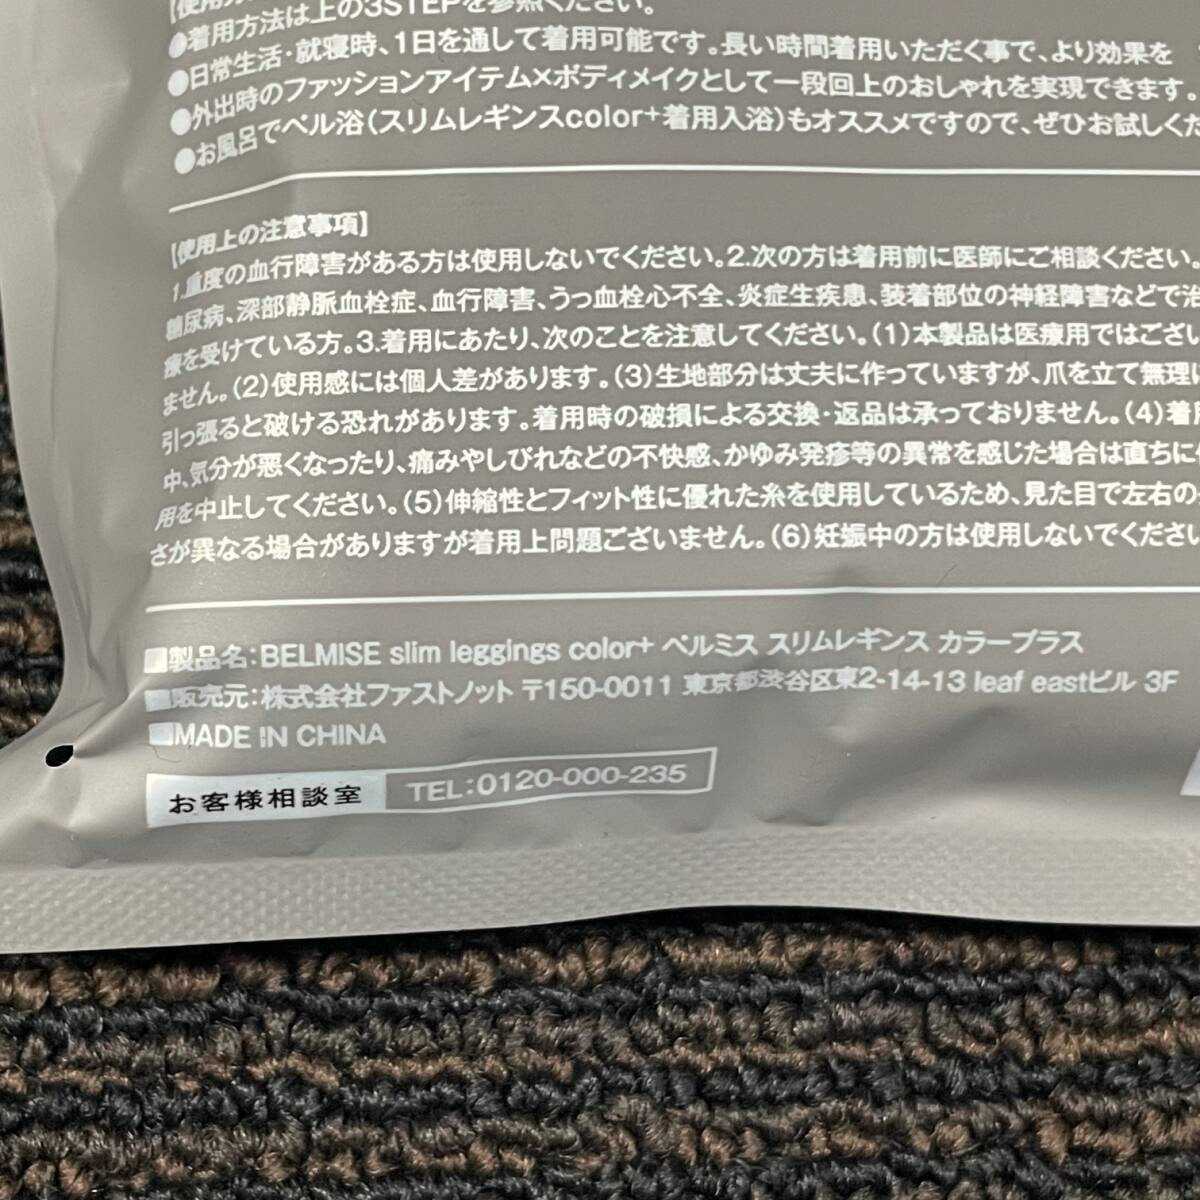 【使用方
●着用方法は上の3STEPを参照ください。
●日常生活・就寝時、1日を通して着用可能です。長い時間着用いただく事で、より効果を
●外出時のファッションアイテム×ボディメイクとして一段回上のおしゃれを実現できます。
●お風呂でベル浴(スリムレギンスcolor+着用入浴)もオススメですので、ぜひお試しくだ
【使用上の注意事項】
1.重度の血行障害がある方は使用しないでください。2.次の方は着用前に医師にご相談ください。
糖尿病、深部静脈血栓症、血行障害、うっ血栓心不全、炎症生疾患、装着部位の神経障害などで治
療を受けている方。3.着用にあたり、次のことを注意してください。(1)本製品は医療用ではござい
ません。(2)使用感には個人差があります。(3)生地部分は丈夫に作っていますが、爪を立て無理に
引っ張ると破ける恐れがあります。着用時の破損による交換・返品は承っておりません。(4)着用
中、気分が悪くなったり、痛みやしびれなどの不快感、かゆみ発疹等の異常を感じた場合は直ちに使
用を中止してください。(5)伸縮性とフィット性に優れた糸を使用しているため、見た目で左右の
さが異なる場合がありますが着用上問題ございません。(6)妊娠中の方は使用しないでください
■製品名:BELMISE slim leggings color+ ベルミス スリムレギンス カラープラス
■販売元:株式会社ファストノット 〒150-0011 東京都渋谷区東2-14-13 leaf eastビル 3F
■MADE IN CHINA
お客様相談室 TEL:0120-000-235